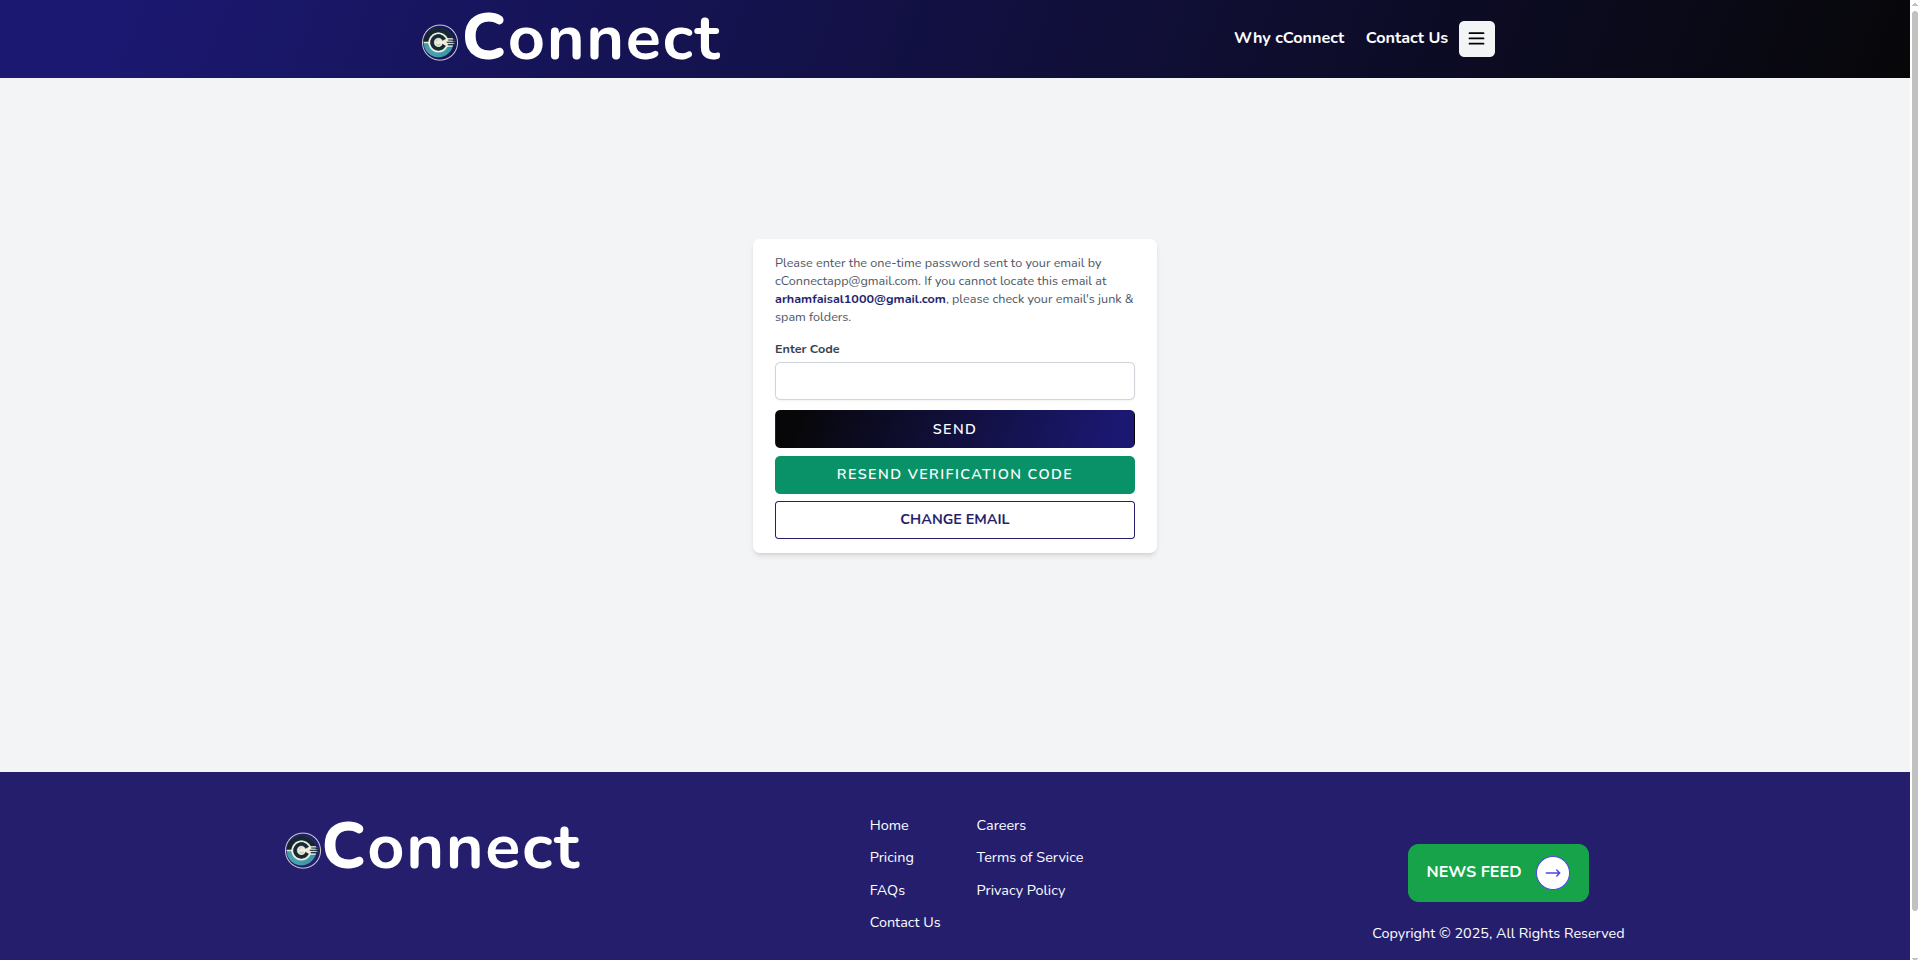 Connect
Why cConnect
Contact Us
Please enter the one-time password sent to your email by
cConnectapp@gmail.com. If you cannot locate this email at
arhamfaisal1000@gmail.com, please check your email's junk &
spam folders.
Enter Code
SEND
RESEND VERIFICATION CODE
CHANGE EMAIL
Connect
Home
Pricing
FAQs
Contact Us
Careers
Terms of Service
Privacy Policy
NEWS FEED
Copyright © 2025, All Rights Reserved